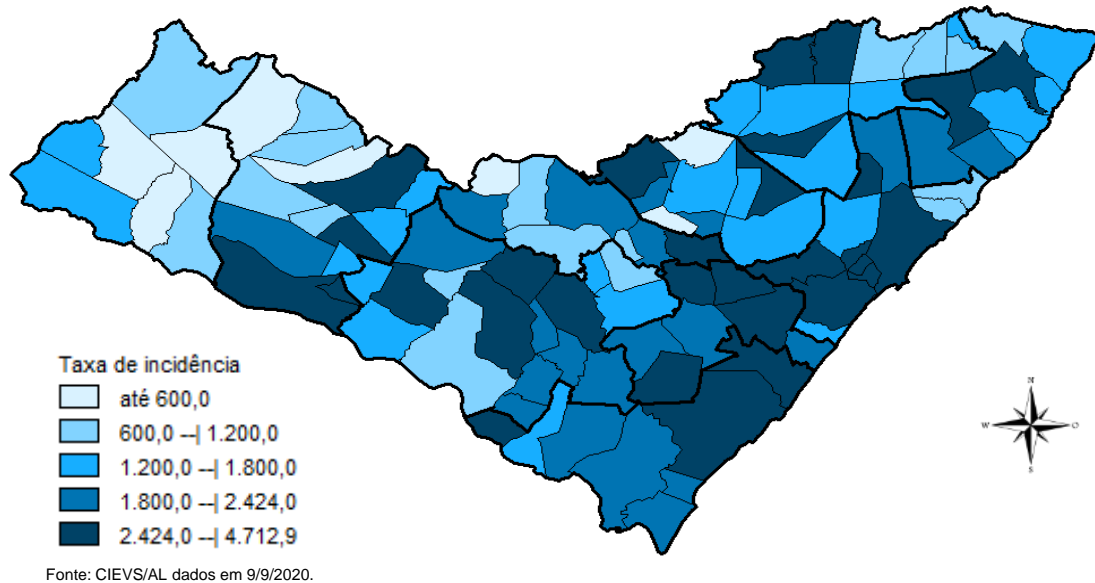 Taxa de incidência
até 600,0
600,0 --| 1.200,0
1.200,0 --| 1.800,0
1.800,0 --| 2.424,0
2.424,0 --| 4.712,9
Fonte: CIEVS/AL dados em 9/9/2020.
N
W
O
S